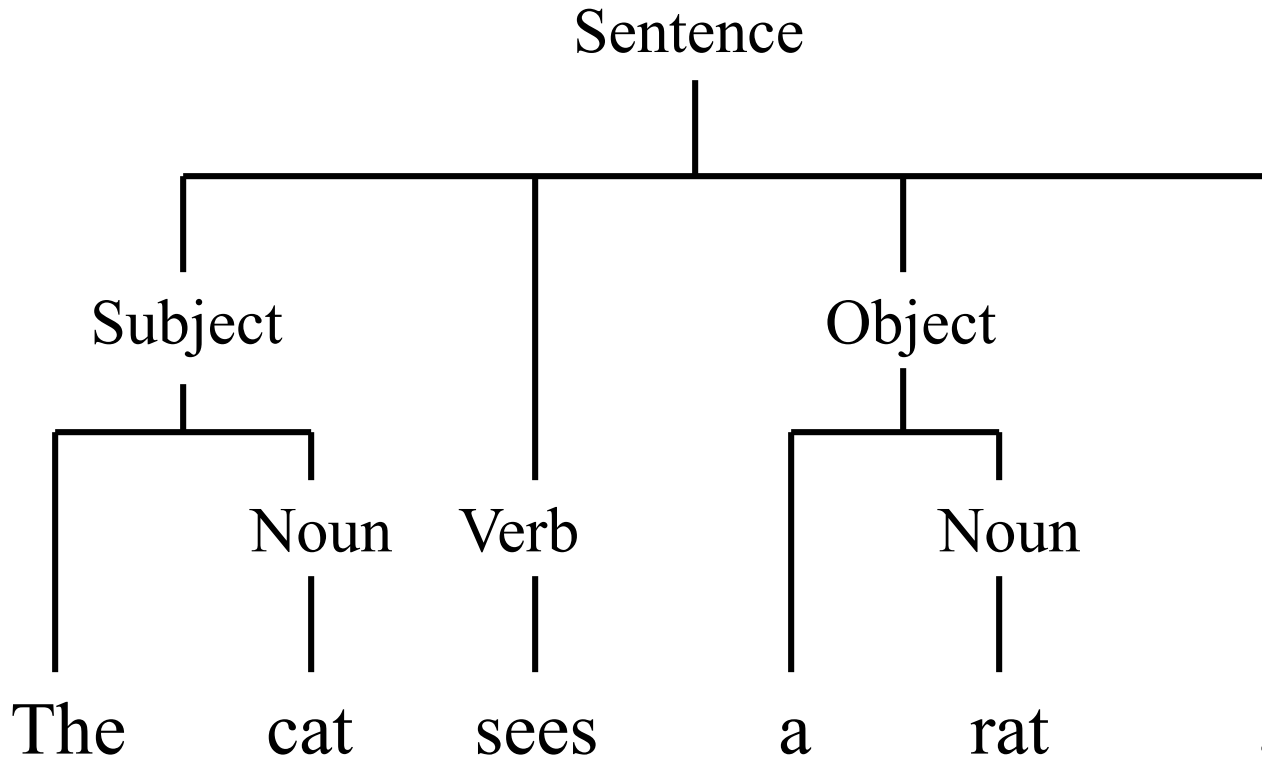 Sentence
Subject Object
Noun Verb Noun
The cat sees a rat .